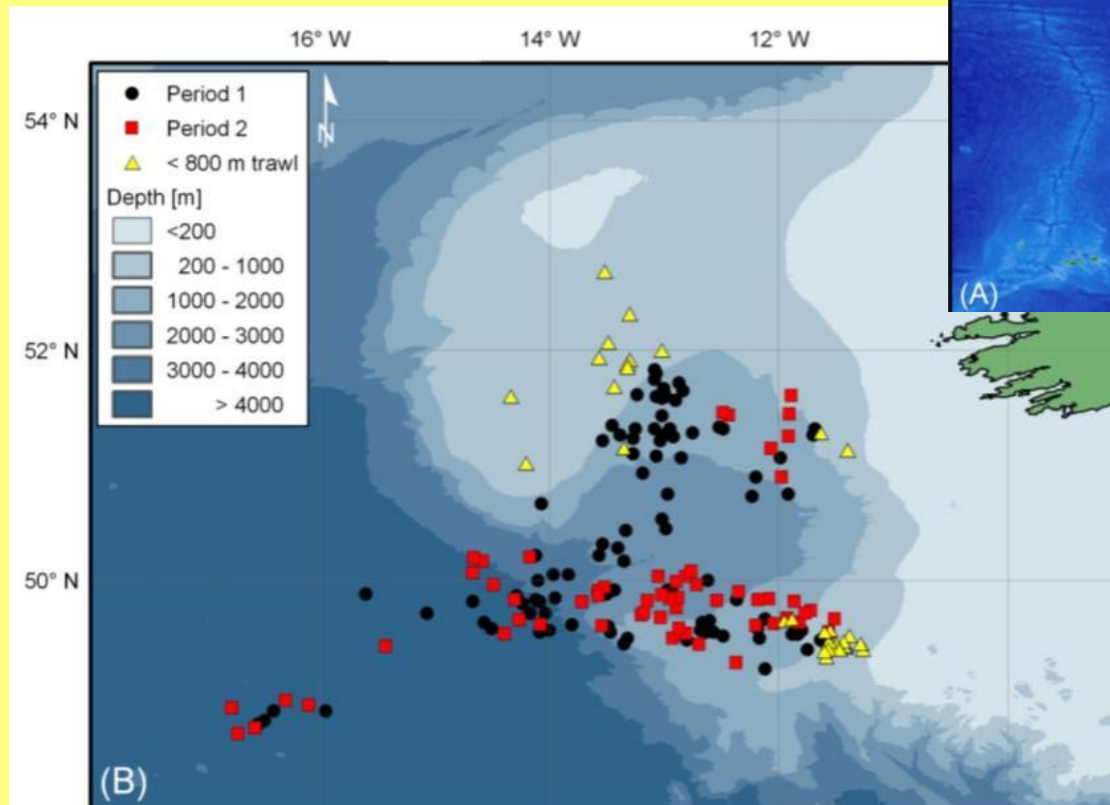 16° W 14° W 12° W
54° N
52° N
50° N
Period 1
Period 2
< 800 m trawl
N
Depth [m]
<200
200 - 1000
1000 - 2000
2000 - 3000
3000 - 4000
> 4000
(A)
(B)